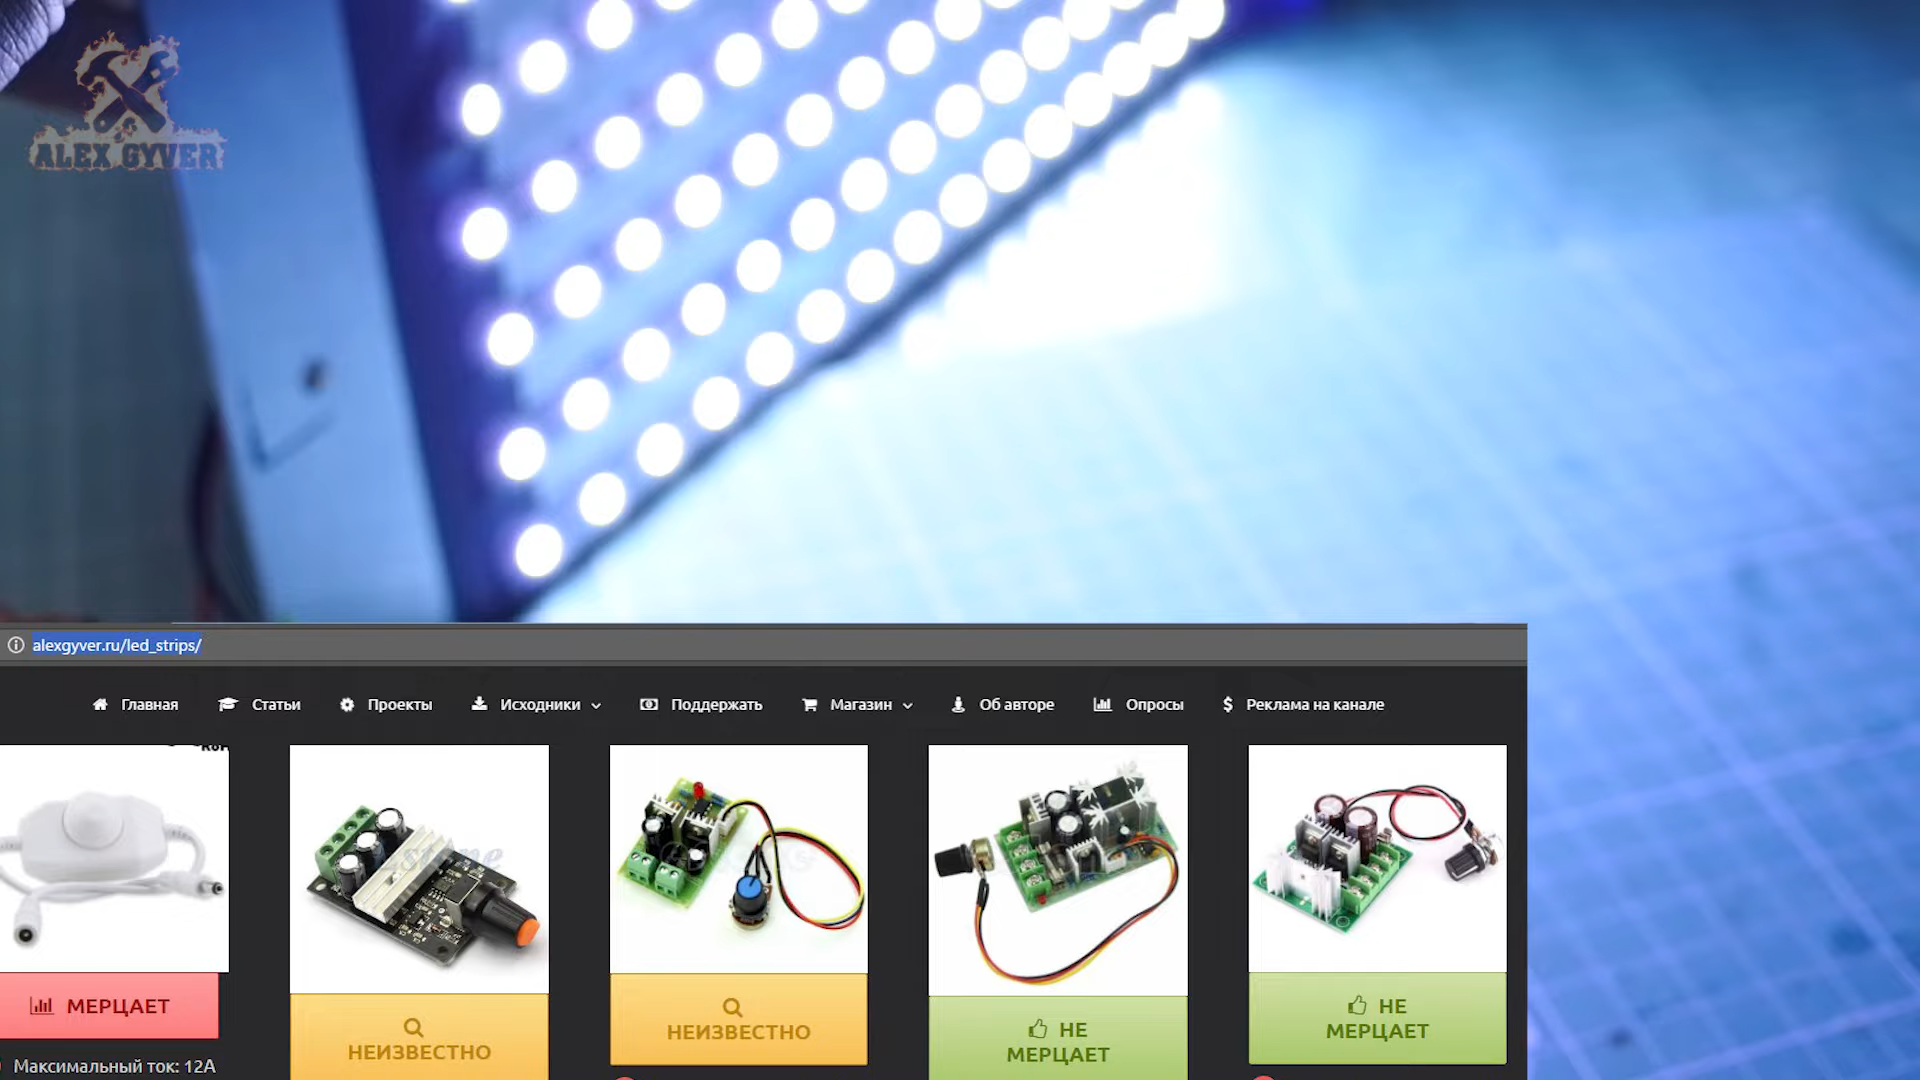 ALEX GYVER
alexgyver.ru/led_strips/
Главная Статьи Проекты Исходники Поддержать Магазин Об авторе Опросы Реклама на канале
МЕРЦАЕТ
Максимальный ток: 12А
НЕИЗВЕСТНО
НЕИЗВЕСТНО
НЕ
МЕРЦАЕТ
НЕ
МЕРЦАЕТ